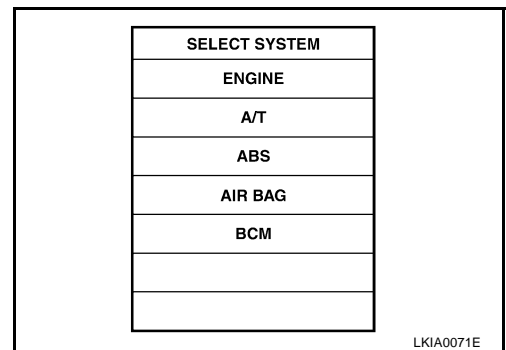 SELECT SYSTEM
ENGINE
A/T
ABS
AIR BAG
BCM
LKIA0071E